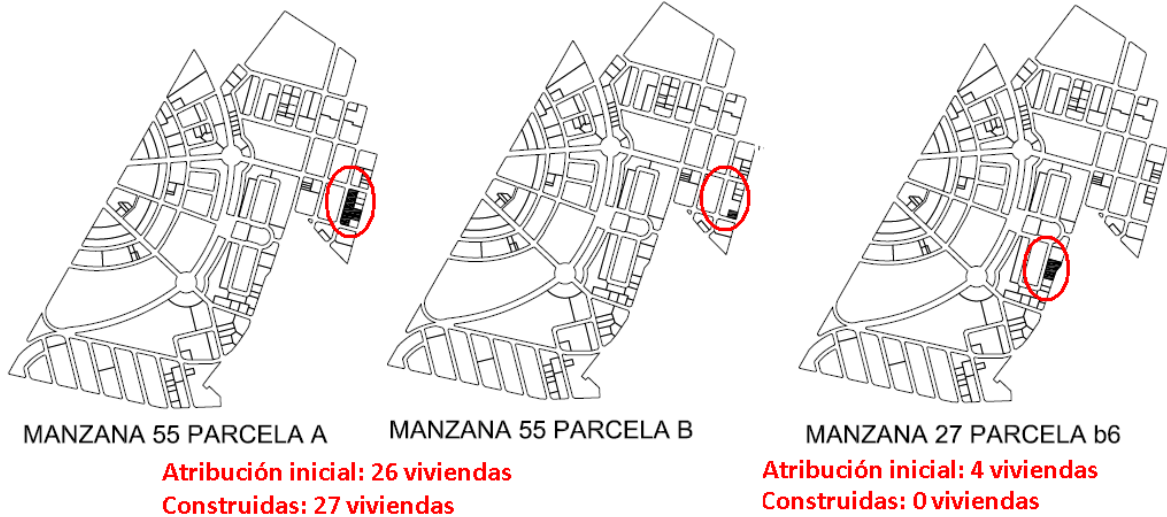 MANZANA 55 PARCELA A
MANZANA 55 PARCELA B
MANZANA 27 PARCELA b6
Atribución inicial: 26 viviendas
Construidas: 27 viviendas
Atribución inicial: 4 viviendas
Construidas: 0 viviendas